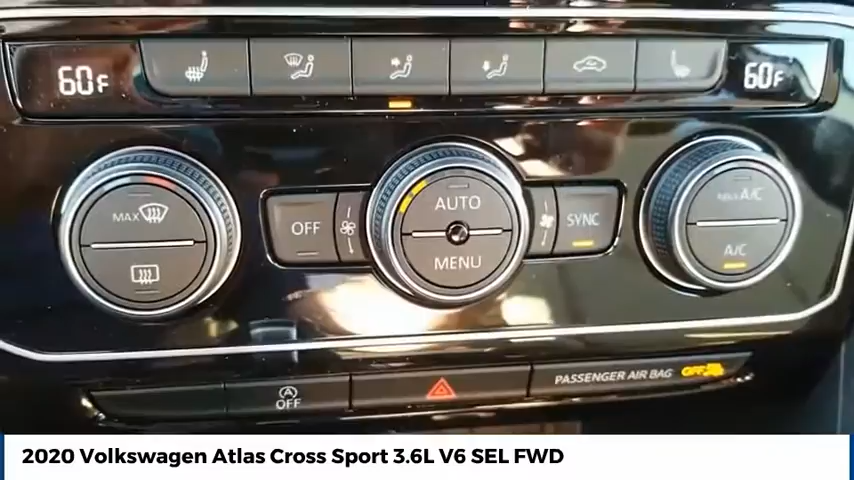 60F
60F
MAX
OFF
AUTO
MENU
SYNC
MAX A/C
A/C
A
OFF
PASSENGER AIR BAG OFF
2020 Volkswagen Atlas Cross Sport 3.6L V6 SEL FWD